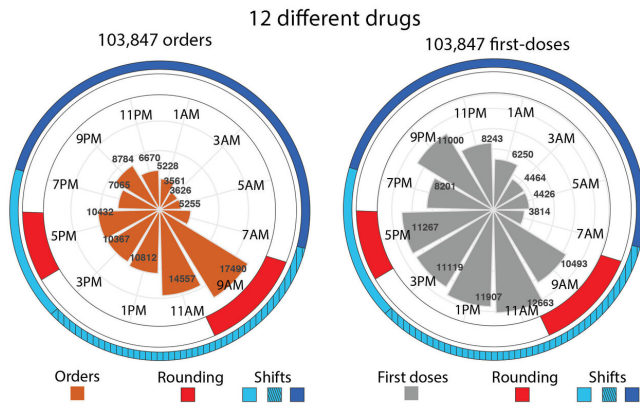 12 different drugs
103,847 orders
103,847 first-doses
11PM 1AM
9PM 3AM
7PM 5AM
5PM 7AM
3PM 9AM
1PM 11AM
8784 6670 5228
7065 3561
3626
10432 5255
10367
10812 14557 17490
11PM 1AM
9PM 3AM
7PM 5AM
5PM 7AM
3PM 9AM
1PM 11AM
11000 8243 6250
8201 4464
4426
11267 3814
11119 10493
11907 12663
Orders Rounding Shifts
First doses Rounding Shifts